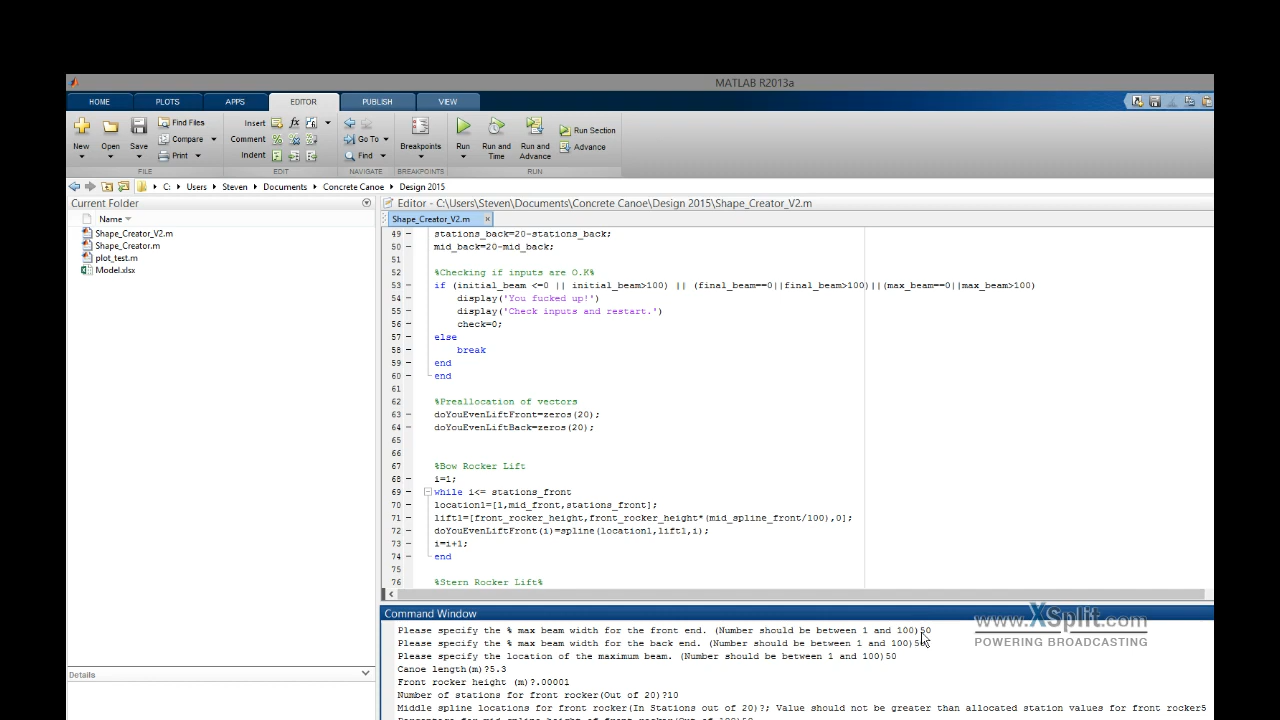 MATLAB R2013a
HOME PLOTS APPS EDITOR PUBLISH VIEW
New Open Save Find Files Compare Print Insert Comment Indent fx Go To Find Breakpoints Run Run and Time Run and Advance Run Section Advance
FILE EDIT NAVIGATE BREAKPOINTS RUN
C: Users Steven Documents Concrete Canoe Design 2015
Current Folder
Name
Shape_Creator_V2.m
Shape_Creator.m
plot_test.m
Model.xlsx
Details
Editor - C:\Users\Steven\Documents\Concrete Canoe\Design 2015\Shape_Creator_V2.m
Shape_Creator_V2.m
49 stations_back=20-stations_back;
50 mid_back=20-mid_back;
51
52 %Checking if inputs are O.K%
53 if (initial_beam <=0 || initial_beam>100) || (final_beam==0||final_beam>100)||(max_beam==0||max_beam>100)
54 display('You fucked up!')
55 display('Check inputs and restart.')
56 check=0;
57 else
58 break
59 end
60 end
61
62 %Preallocation of vectors
63 doYouEvenLiftFront=zeros(20);
64 doYouEvenLiftBack=zeros(20);
65
66
67 %Bow Rocker Lift
68 i=1;
69 while i<= stations_front
70 location1=[1,mid_front,stations_front];
71 lift1=[front_rocker_height,front_rocker_height*(mid_spline_front/100),0];
72 doYouEvenLiftFront(i)=spline(location1,lift1,i);
73 i=i+1;
74 end
75
76 %Stern Rocker Lift%
Command Window
Please specify the % max beam width for the front end. (Number should be between 1 and 100)50
Please specify the % max beam width for the back end. (Number should be between 1 and 100)50
Please specify the location of the maximum beam. (Number should be between 1 and 100)50
Canoe length(m)?5.3
Front rocker height (m)?.00001
Number of stations for front rocker(Out of 20)?10
Middle spline locations for front rocker(In Stations out of 20)?; Value should not be greater than allocated station values for front rocker5
www.XSplit.com
POWERING BROADCASTING